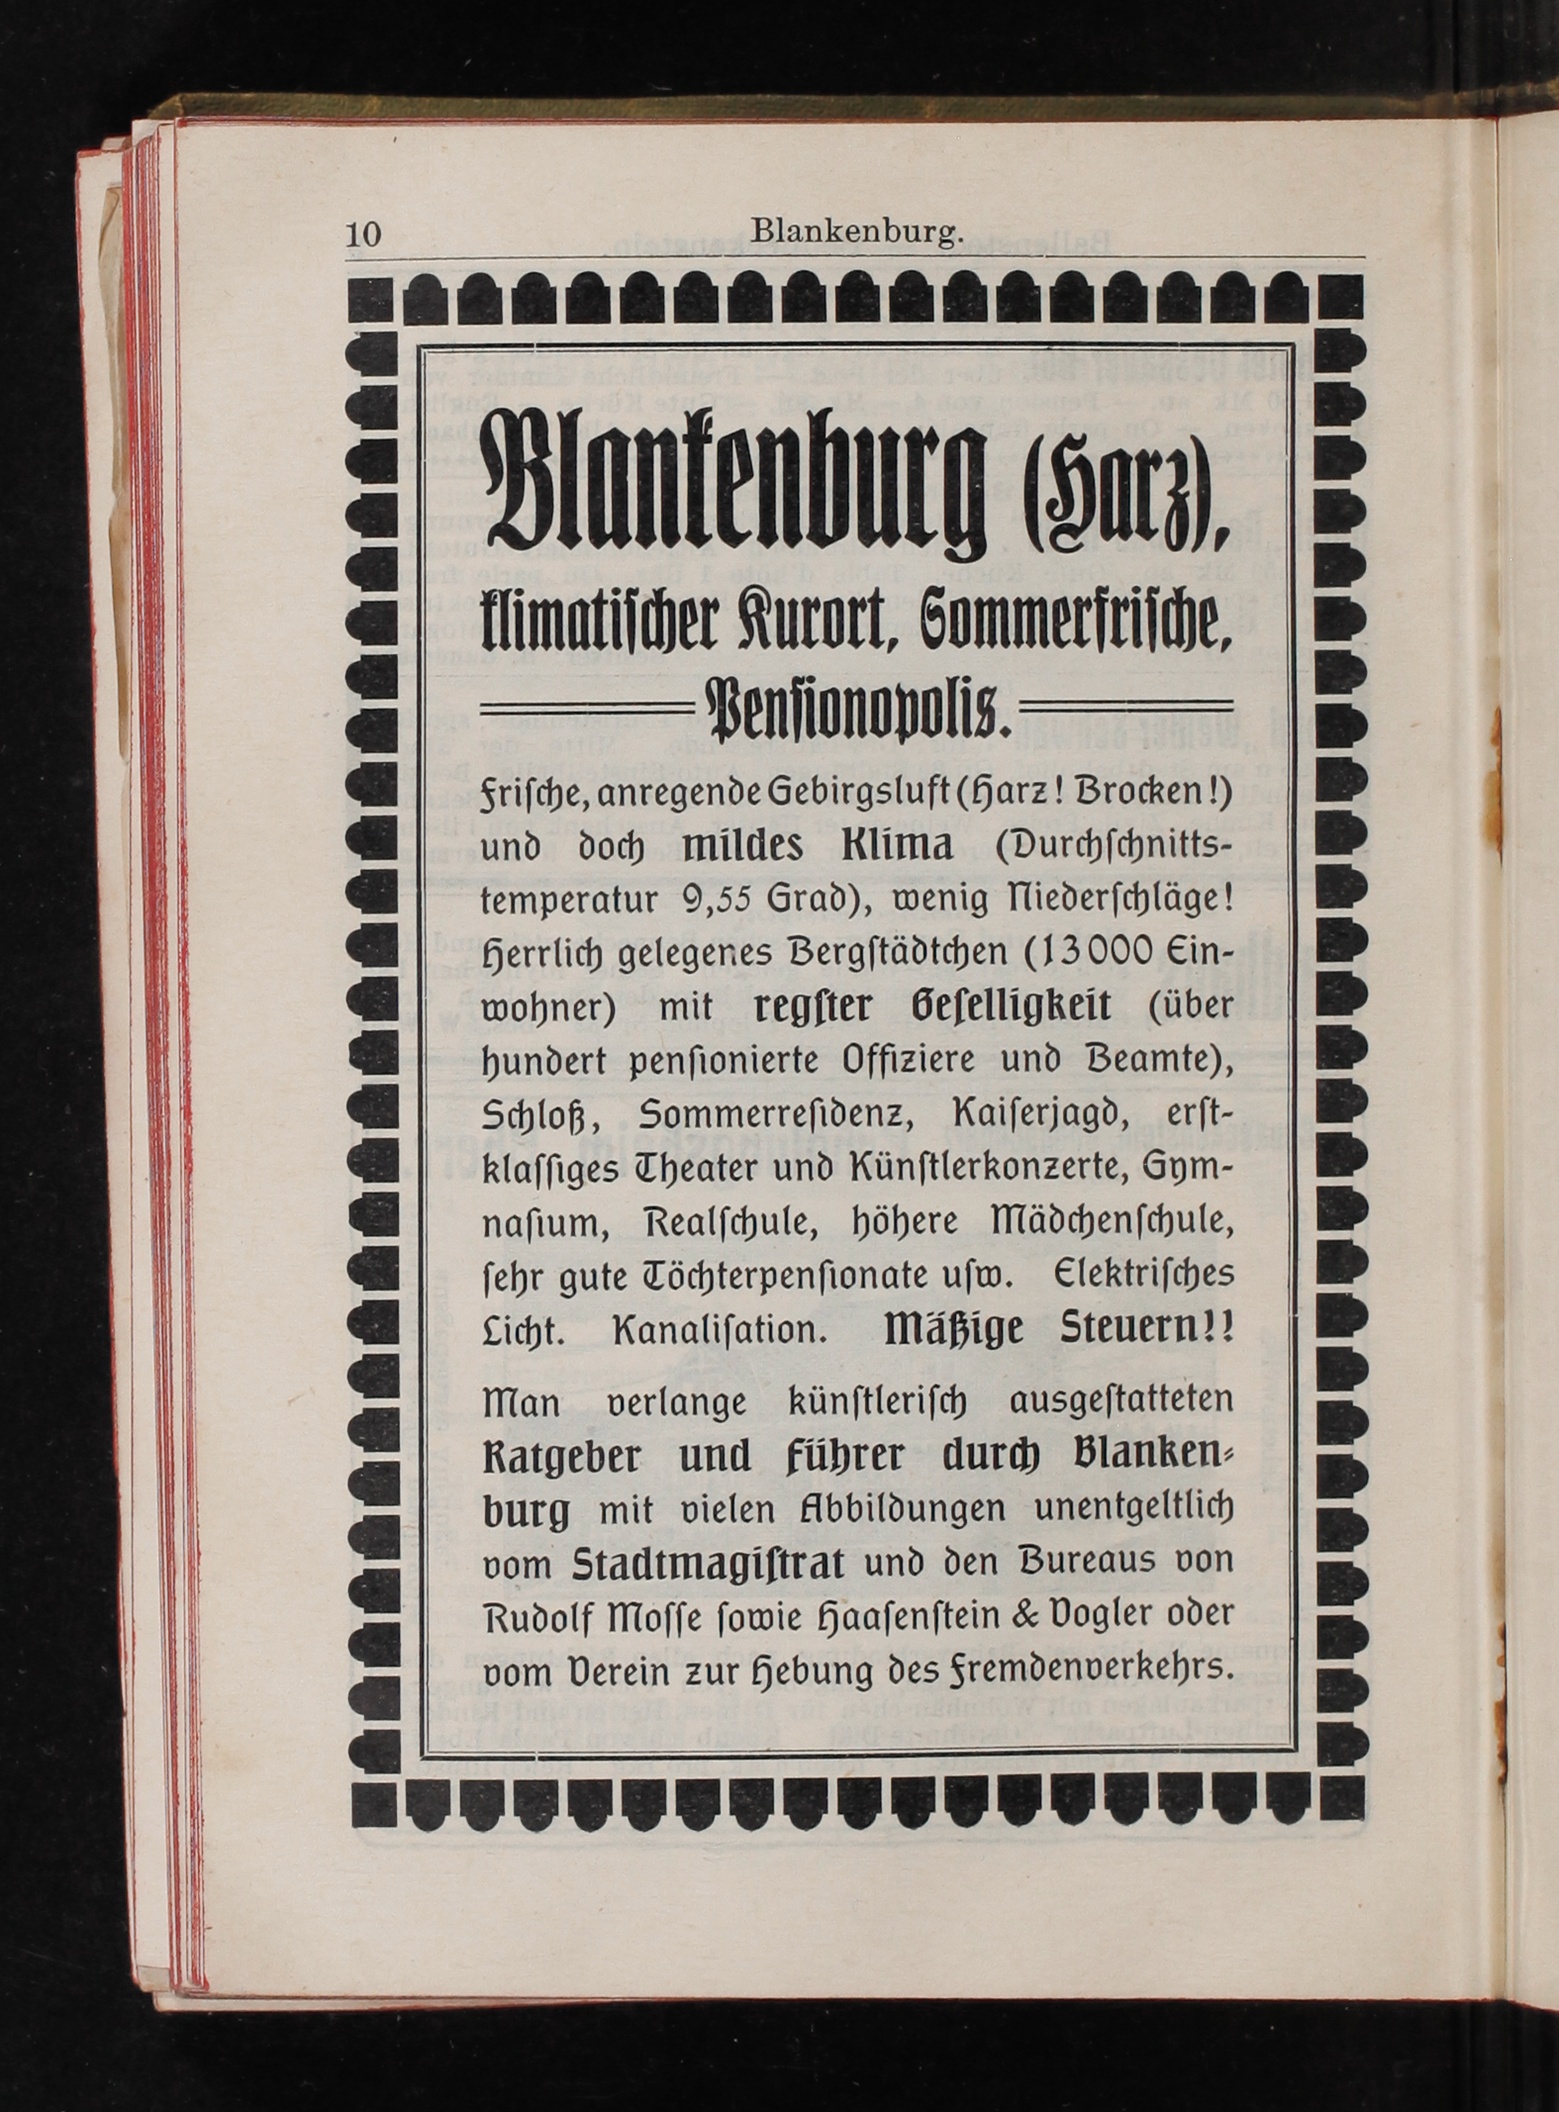 10
Blankenburg.
Blankenburg (Harz),
klimatiſcher Kurort, Sommerfriſche,
Penſionopolis.
Friſche, anregende Gebirgsluft (Harz! Brocken!)
und doch mildes Klima (Durchſchnitts-
temperatur 9,55 Grad), wenig Niederſchläge!
Herrlich gelegenes Bergſtädtchen (13000 Ein-
wohner) mit regſter Geſelligkeit (über
hundert penſionierte Offiziere und Beamte),
Schloß, Sommerreſidenz, Kaiſerjagd, erſt-
klaſſiges Theater und Künſtlerkonzerte, Gym-
naſium, Realſchule, höhere Mädchenſchule,
ſehr gute Töchterpenſionate uſw. Elektriſches
Licht. Kanaliſation. Mäßige Steuern!!
Man verlange künſtleriſch ausgeſtatteten
Ratgeber und Führer durch Blanken-
burg mit vielen Abbildungen unentgeltlich
vom Stadtmagiſtrat und den Bureaus von
Rudolf Moſſe ſowie Haaſenſtein & Vogler oder
vom Verein zur Hebung des Fremdenverkehrs.